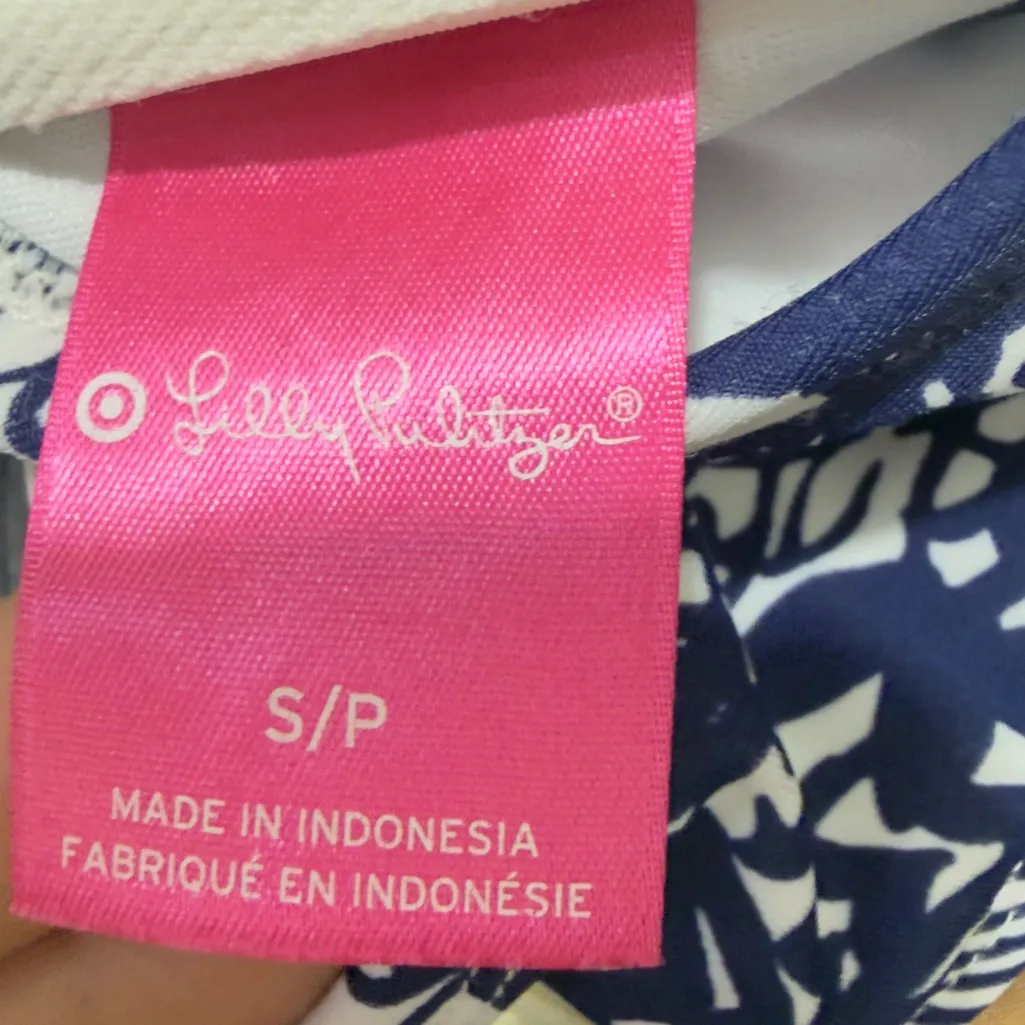 Lilly Pulitzer®
S/P
MADE IN INDONESIA
FABRIQUÉ EN INDONÉSIE